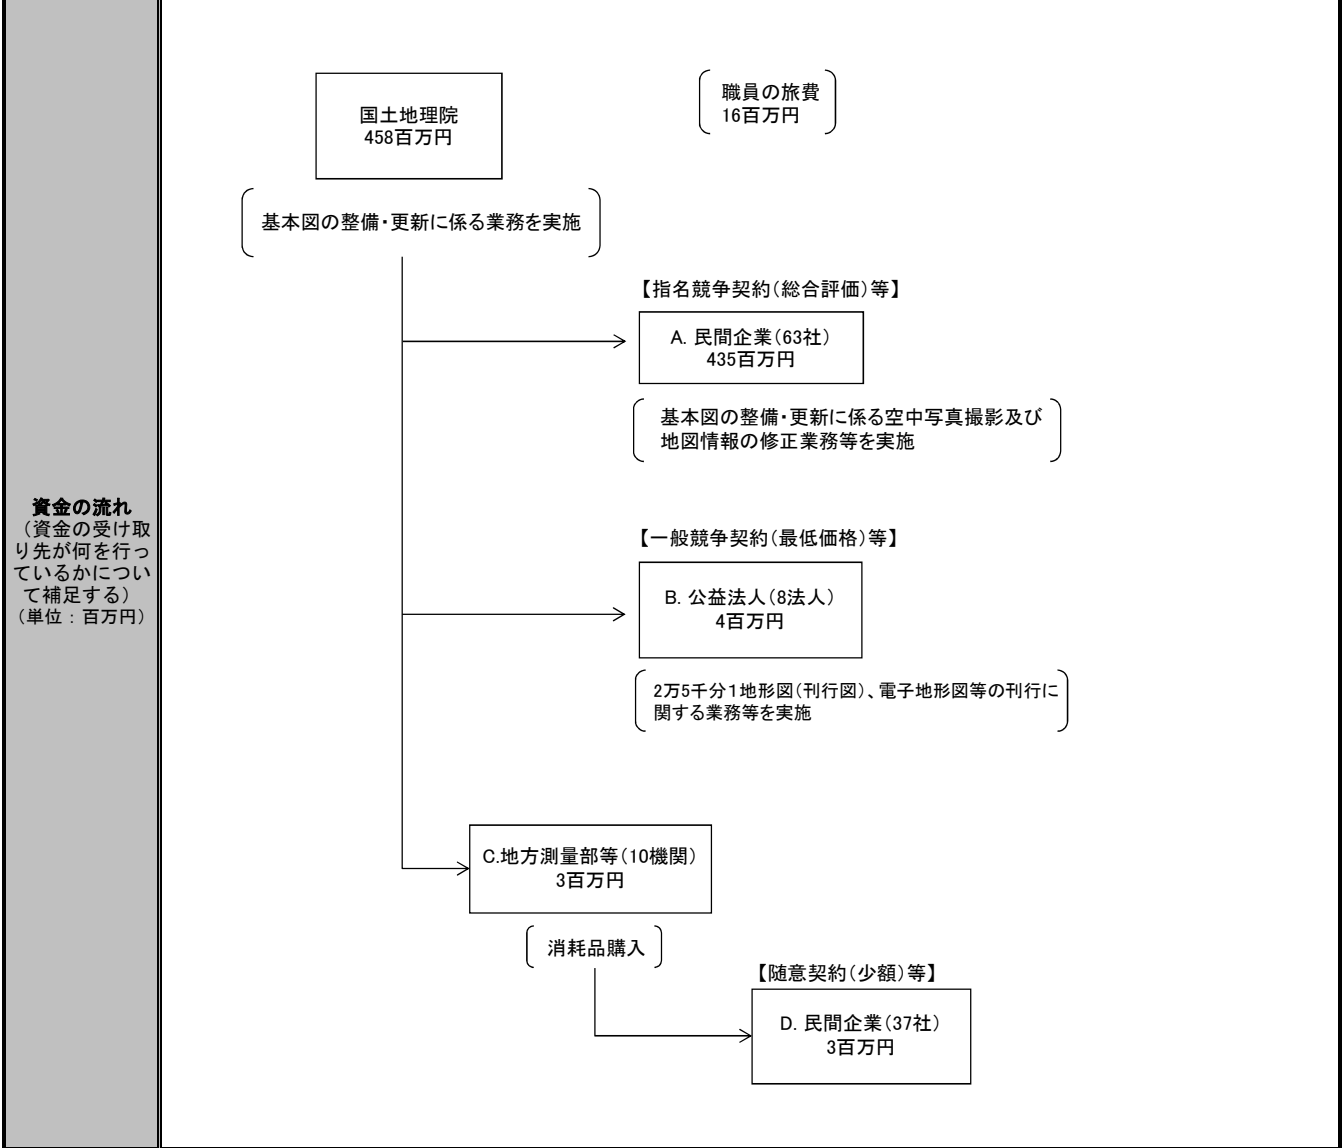 資金の流れ
（資金の受け取
り先が何を行っ
ているかについ
て補足する）
（単位：百万円）
国土地理院
458百万円
職員の旅費
16百万円
基本図の整備・更新に係る業務を実施
【指名競争契約（総合評価）等】
A. 民間企業（63社）
435百万円
基本図の整備・更新に係る空中写真撮影及び
地図情報の修正業務等を実施
【一般競争契約（最低価格）等】
B. 公益法人（8法人）
4百万円
2万5千分１地形図（刊行図）、電子地形図等の刊行に
関する業務等を実施
C.地方測量部等（10機関）
3百万円
消耗品購入
【随意契約（少額）等】
D. 民間企業（37社）
3百万円